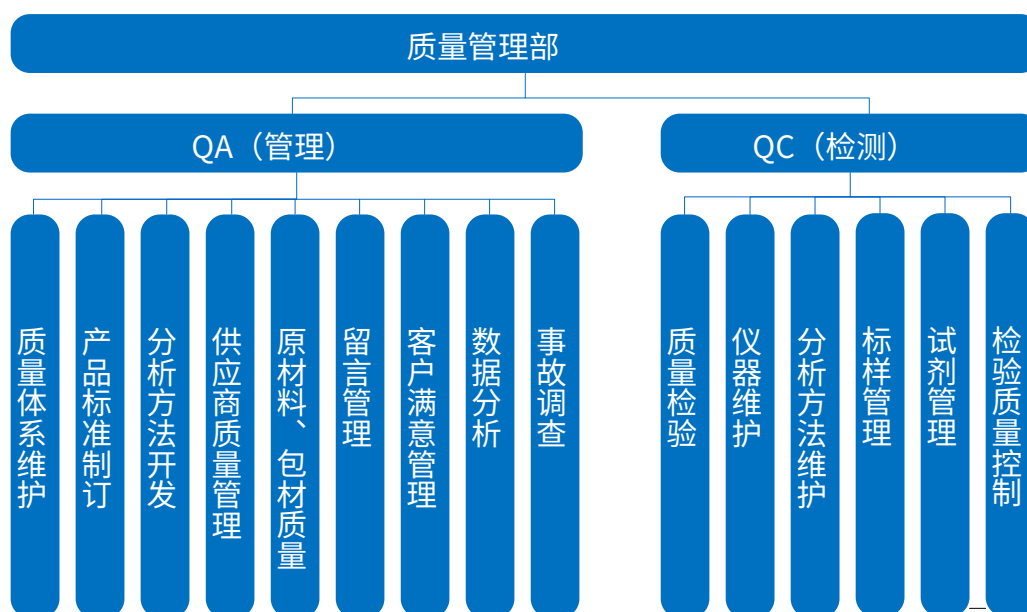 质量管理部
QA（管理）
QC（检测）
质量体系维护
产品标准制订
分析方法开发
供应商质量管理
原材料、包材质量
留言管理
客户满意管理
数据分析
事故调查
质量检验
仪器维护
分析方法维护
标样管理
试剂管理
检验质量控制